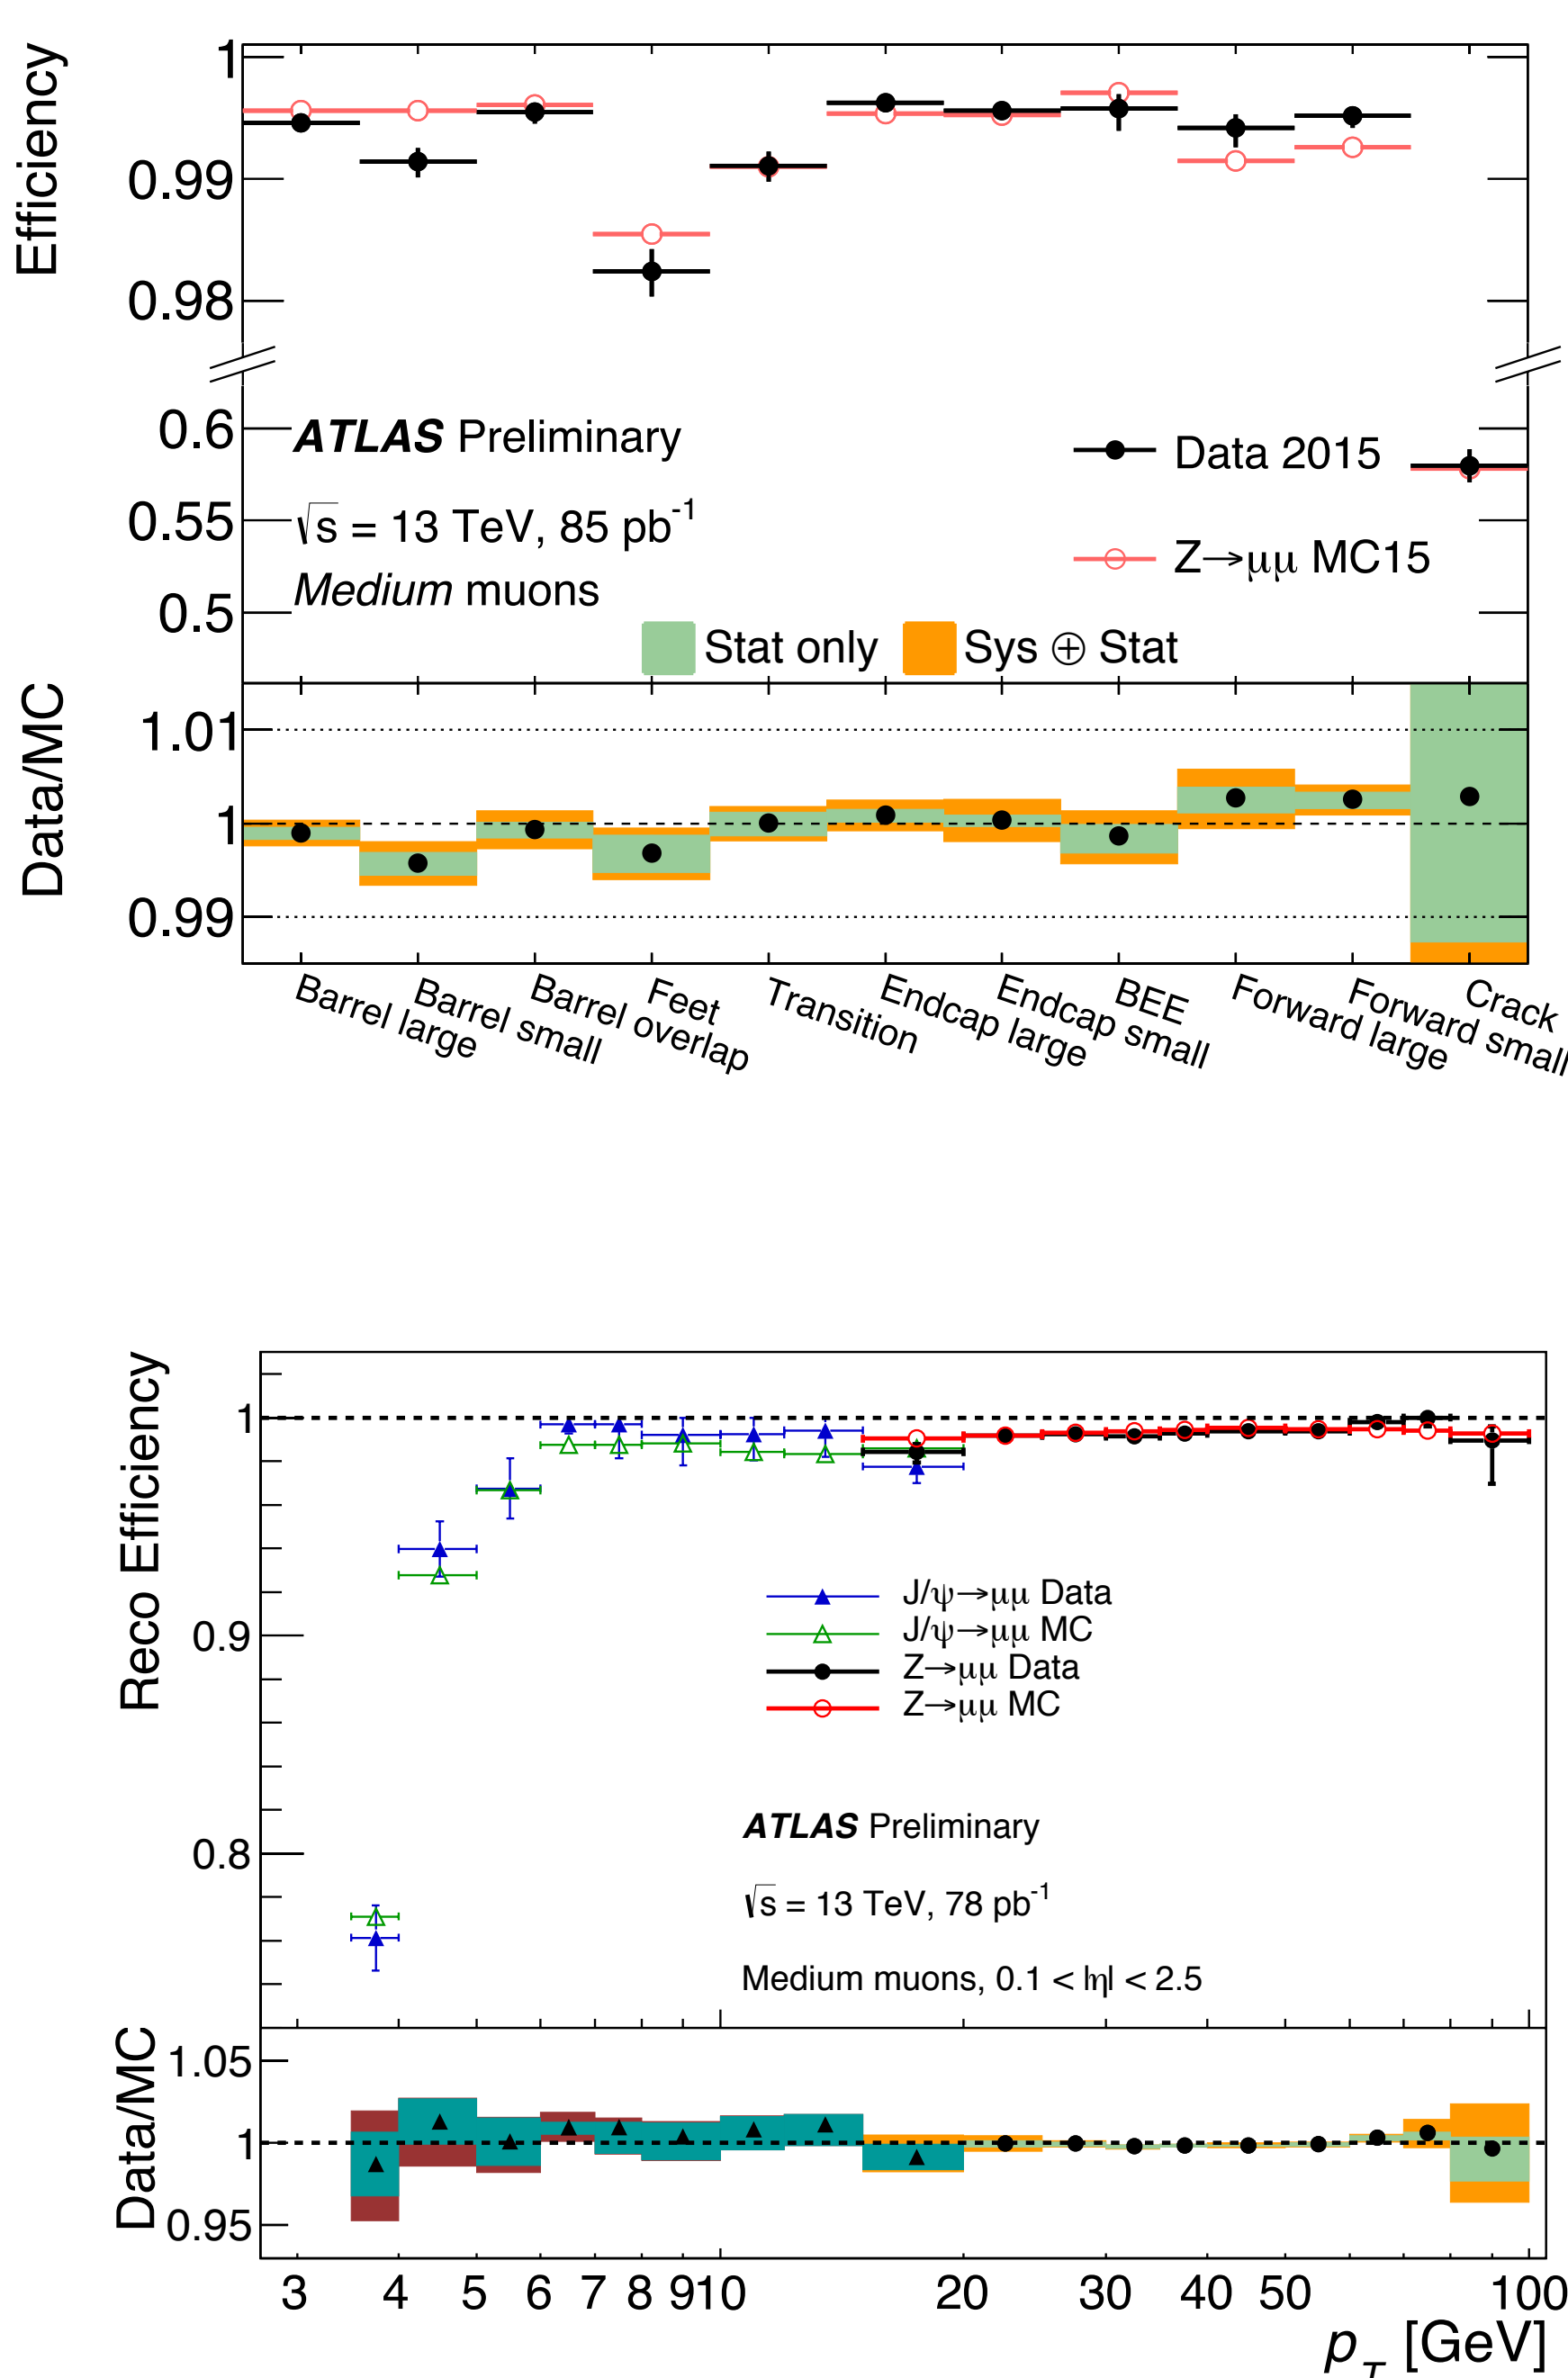 Efficiency
1
0.99
0.98
0.6
0.55
0.5
ATLAS Preliminary
√s = 13 TeV, 85 pb-1
Medium muons
Data 2015
Z→μμ MC15
Stat only
Sys ⊕ Stat
Data/MC
1.01
1
0.99
Barrel large
Barrel small
Barrel overlap
Feet
Transition
Endcap large
Endcap small
BEE
Forward large
Forward small
Crack
Reco Efficiency
1
0.9
0.8
J/ψ→μμ Data
J/ψ→μμ MC
Z→μμ Data
Z→μμ MC
ATLAS Preliminary
√s = 13 TeV, 78 pb-1
Medium muons, 0.1 < |η| < 2.5
Data/MC
1.05
1
0.95
3 4 5 6 7 8 910 20 30 40 50 100
pT [GeV]